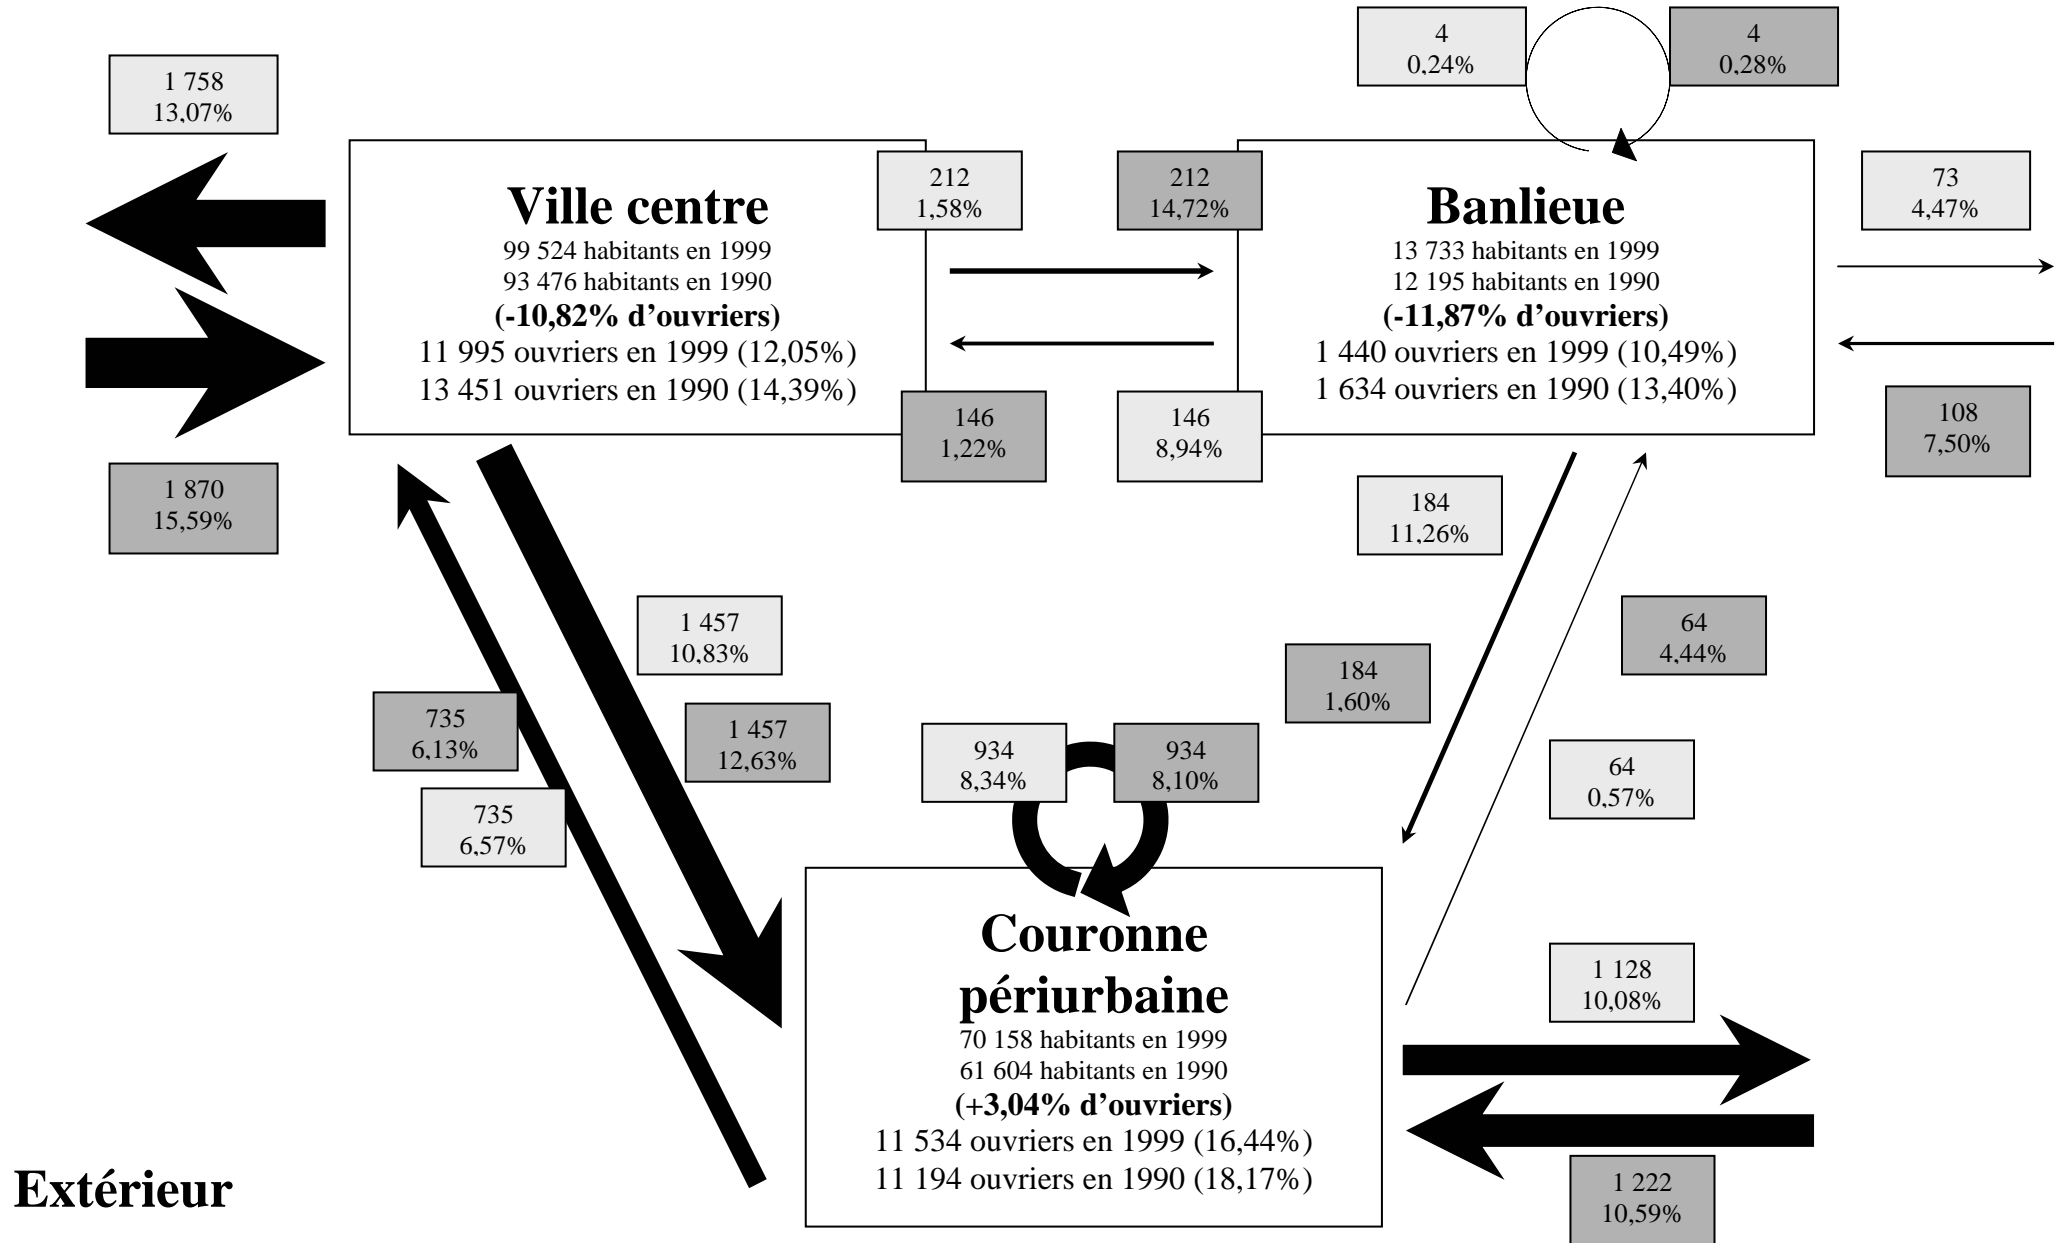 4
0,24%
4
0,28%
1 758
13,07%
Ville centre
99 524 habitants en 1999
93 476 habitants en 1990
(-10,82% d’ouvriers)
11 995 ouvriers en 1999 (12,05%)
13 451 ouvriers en 1990 (14,39%)
212
1,58%
212
14,72%
Banlieue
13 733 habitants en 1999
12 195 habitants en 1990
(-11,87% d’ouvriers)
1 440 ouvriers en 1999 (10,49%)
1 634 ouvriers en 1990 (13,40%)
73
4,47%
146
1,22%
146
8,94%
108
7,50%
1 870
15,59%
184
11,26%
1 457
10,83%
64
4,44%
184
1,60%
735
6,13%
1 457
12,63%
934
8,34%
934
8,10%
64
0,57%
735
6,57%
Couronne
périurbaine
70 158 habitants en 1999
61 604 habitants en 1990
(+3,04% d’ouvriers)
11 534 ouvriers en 1999 (16,44%)
11 194 ouvriers en 1990 (18,17%)
1 128
10,08%
1 222
10,59%
Extérieur